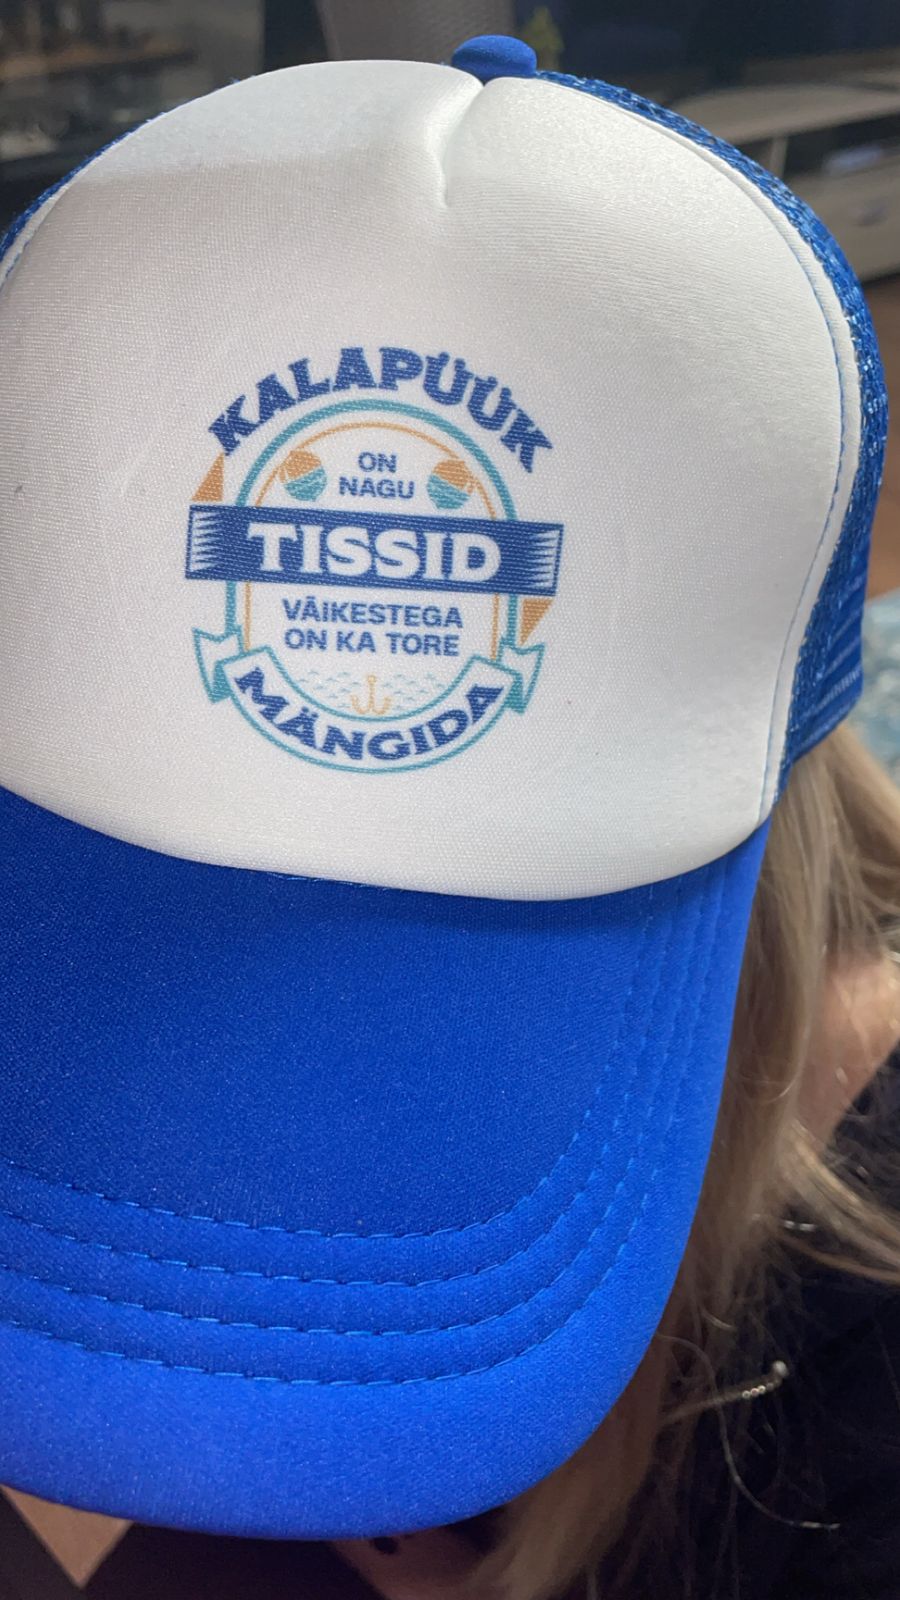 KALAPÜÜK
ON
NAGU
TISSID
VÄIKESTEGA
ON KA TORE
MÄNGIDA